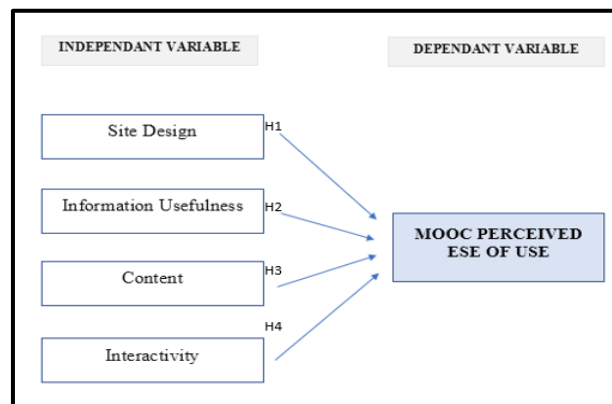 INDEPENDANT VARIABLE
DEPENDANT VARIABLE
Site Design
H1
Information Usefulness
H2
Content
H3
Interactivity
H4
MOOC PERCEIVED
ESE OF USE